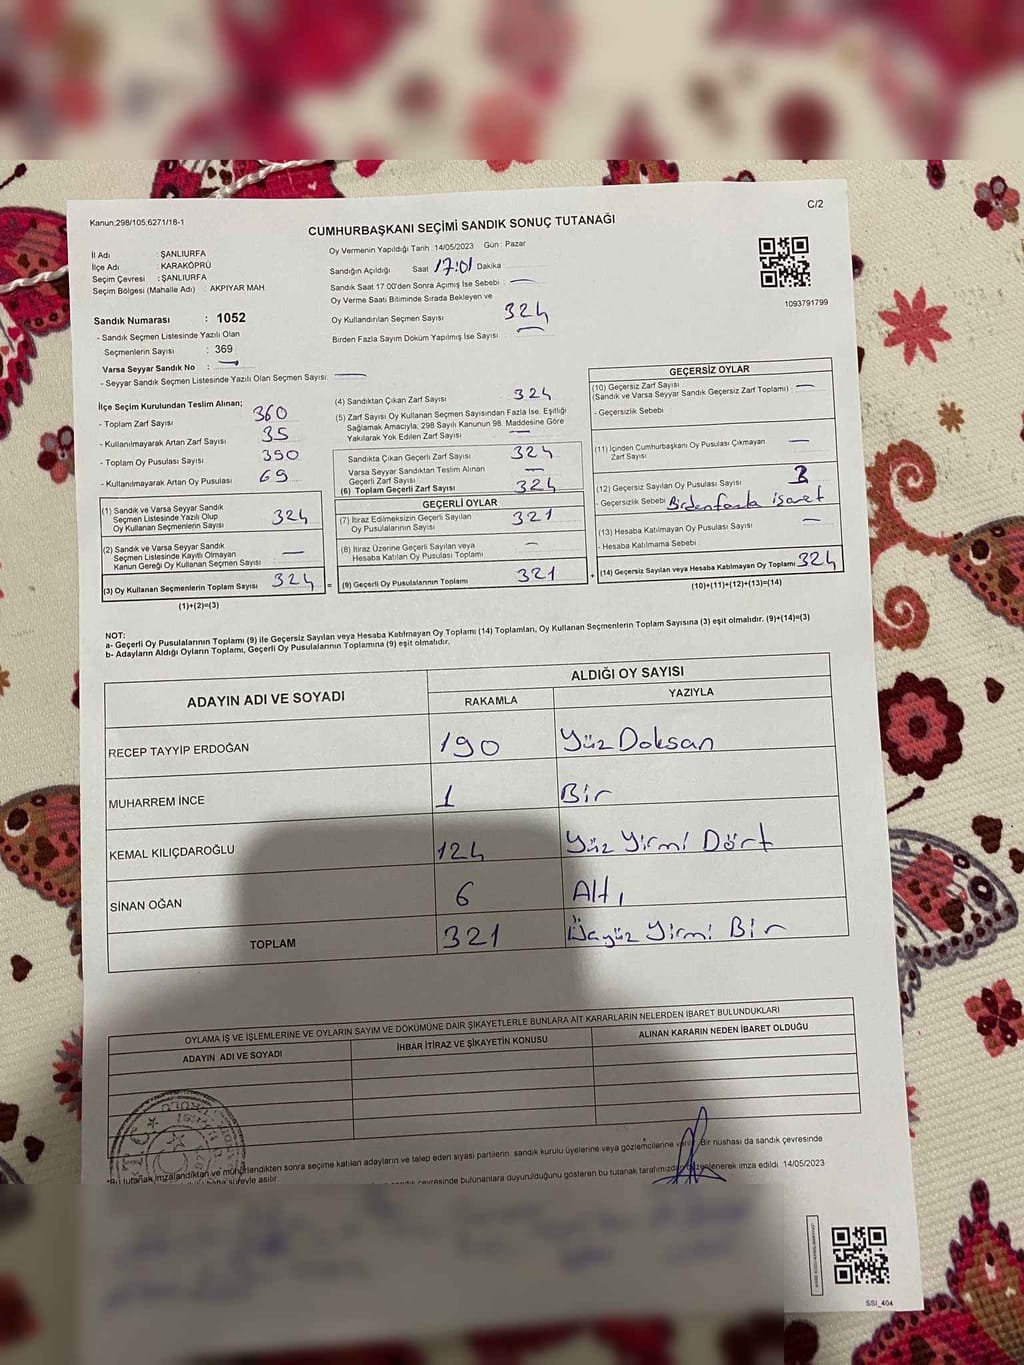 Kanun;298/105,6271/18-1
C/2
CUMHURBAŞKANI SEÇİMİ SANDIK SONUÇ TUTANAĞI
İl Adı : ŞANLIURFA
İlçe Adı : KARAKÖPRÜ
Seçim Çevresi : ŞANLIURFA
Seçim Bölgesi (Mahalle Adı) : AKPIYAR MAH
Oy Vermenin Yapıldığı Tarih : 14/05/2023 Gün : Pazar
Sandığın Açıldığı Saat 17:01 Dakika
Sandık Saat 17:00'den Sonra Açımış İse Sebebi : —
Oy Verme Saati Bitiminde Sırada Bekleyen ve
Oy Kullandırılan Seçmen Sayısı 324
Birden Fazla Sayım Döküm Yapılmış İse Sayısı : —
1093791799
Sandık Numarası : 1052
- Sandık Seçmen Listesinde Yazılı Olan
Seçmenlerin Sayısı : 369
Varsa Seyyar Sandık No : —
- Seyyar Sandık Seçmen Listesinde Yazılı Olan Seçmen Sayısı: —
İlçe Seçim Kurulundan Teslim Alınan;
- Toplam Zarf Sayısı 360
- Kullanılmayarak Artan Zarf Sayısı 35
- Toplam Oy Pusulası Sayısı 390
- Kullanılmayarak Artan Oy Pusulası 69
(1) Sandık ve Varsa Seyyar Sandık
Seçmen Listesinde Yazılı Olup
Oy Kullanan Seçmenlerin Sayısı 324
(2) Sandık ve Varsa Seyyar Sandık
Seçmen Listesinde Kayıtlı Olmayan
Kanun Gereği Oy Kullanan Seçmen Sayısı —
(3) Oy Kullanan Seçmenlerin Toplam Sayısı 324 =
(1)+(2)=(3)
(4) Sandıktan Çıkan Zarf Sayısı 324
(5) Zarf Sayısı Oy Kullanan Seçmen Sayısından Fazla İse, Eşitliği
Sağlamak Amacıyla, 298 Sayılı Kanunun 98. Maddesine Göre
Yakılarak Yok Edilen Zarf Sayısı —
Sandıkta Çıkan Geçerli Zarf Sayısı 324
Varsa Seyyar Sandıktan Teslim Alınan
Geçerli Zarf Sayısı —
(6) Toplam Geçerli Zarf Sayısı 324
GEÇERLİ OYLAR
(7) İtiraz Edilmeksizin Geçerli Sayılan
Oy Pusulalarının Sayısı 321
(8) İtiraz Üzerine Geçerli Sayılan veya
Hesaba Katılan Oy Pusulası Toplamı —
(9) Geçerli Oy Pusulalarının Toplamı 321 +
GEÇERSİZ OYLAR
(10) Geçersiz Zarf Sayısı
(Sandık ve Varsa Seyyar Sandık Geçersiz Zarf Toplamı) : —
- Geçersizlik Sebebi
(11) İçinden Cumhurbaşkanı Oy Pusulası Çıkmayan
Zarf Sayısı —
(12) Geçersiz Sayılan Oy Pusulası Sayısı
- Geçersizlik Sebebi Birden fazla işaret
(13) Hesaba Katılmayan Oy Pusulası Sayısı —
- Hesaba Katılmama Sebebi
(14) Geçersiz Sayılan veya Hesaba Katılmayan Oy Toplamı 324
(10)+(11)+(12)+(13)=(14)
NOT:
a- Geçerli Oy Pusulalarının Toplamı (9) ile Geçersiz Sayılan veya Hesaba Katılmayan Oy Toplamı (14) Toplamları, Oy Kullanan Seçmenlerin Toplam Sayısına (3) eşit olmalıdır. (9)+(14)=(3)
b- Adayların Aldığı Oyların Toplamı, Geçerli Oy Pusulalarının Toplamına (9) eşit olmalıdır.
ADAYIN ADI VE SOYADI ALDIĞI OY SAYISI
RAKAMLA YAZIYLA
RECEP TAYYİP ERDOĞAN 190 Yüz Doksan
MUHARREM İNCE 1 Bir
KEMAL KILIÇDAROĞLU 124 Yüz Yirmi Dört
SİNAN OĞAN 6 Altı
TOPLAM 321 Üçyüz Yirmi Bir
OYLAMA İŞ VE İŞLEMLERİNE VE OYLARIN SAYIM VE DÖKÜMÜNE DAİR ŞİKAYETLERLE BUNLARA AİT KARARLARIN NELERDEN İBARET BULUNDUKLARI
ADAYIN ADI VE SOYADI İHBAR İTİRAZ VE ŞİKAYETİN KONUSU ALINAN KARARIN NEDEN İBARET OLDUĞU
*Bu tutanak imzalandıktan ve mühürlendikten sonra seçime katılan adayların ve talep eden siyasi partilerin sandık kurulu üyelerine veya gözlemcilerine verilir. Bir nüshası da sandık çevresinde
süreyle asılır.
çevresinde bulunanlara duyurulduğunu gösteren bu tutanak tarafımızdan düzenlenerek imza edildi. 14/05/2023
SSI_404